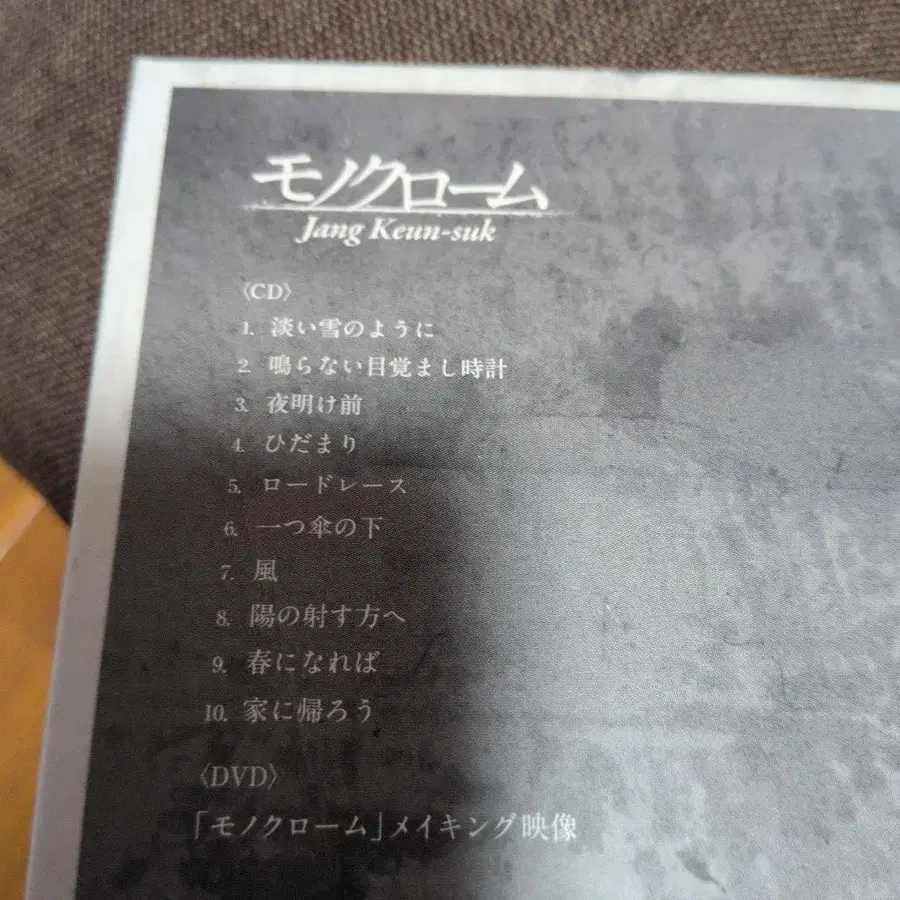 モノクローム
Jang Keun-suk
〈CD〉
1. 淡い雪のように
2. 鳴らない目覚まし時計
3. 夜明け前
4. ひだまり
5. ロードレース
6. 一つ傘の下
7. 風
8. 陽の射す方へ
9. 春になれば
10. 家に帰ろう
〈DVD〉
「モノクローム」メイキング映像